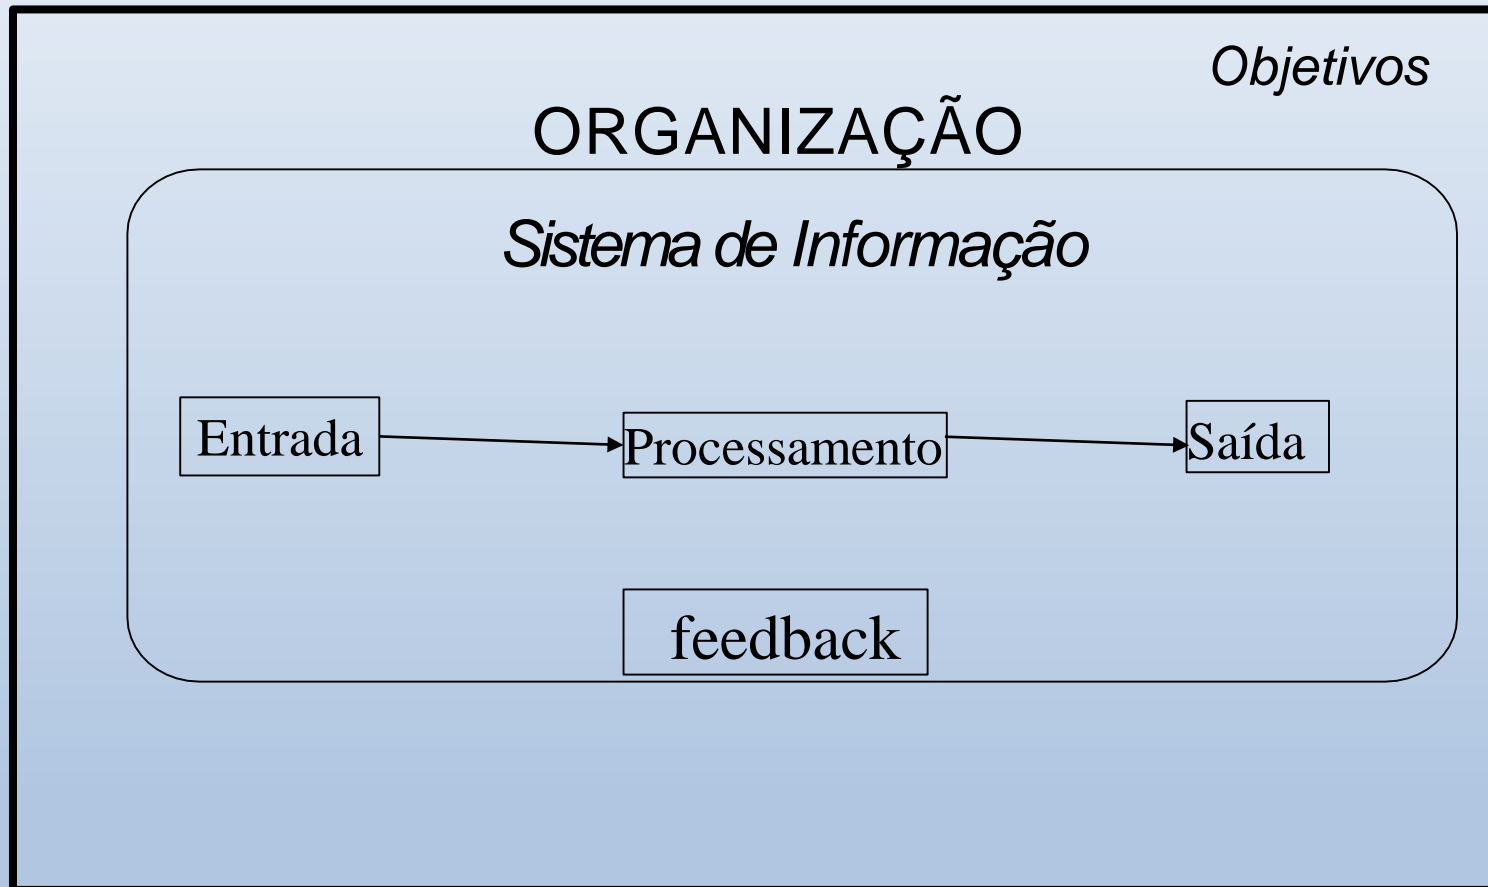 Objetivos
ORGANIZAÇÃO
Sistema de Informação
Entrada
Processamento
Saída
feedback